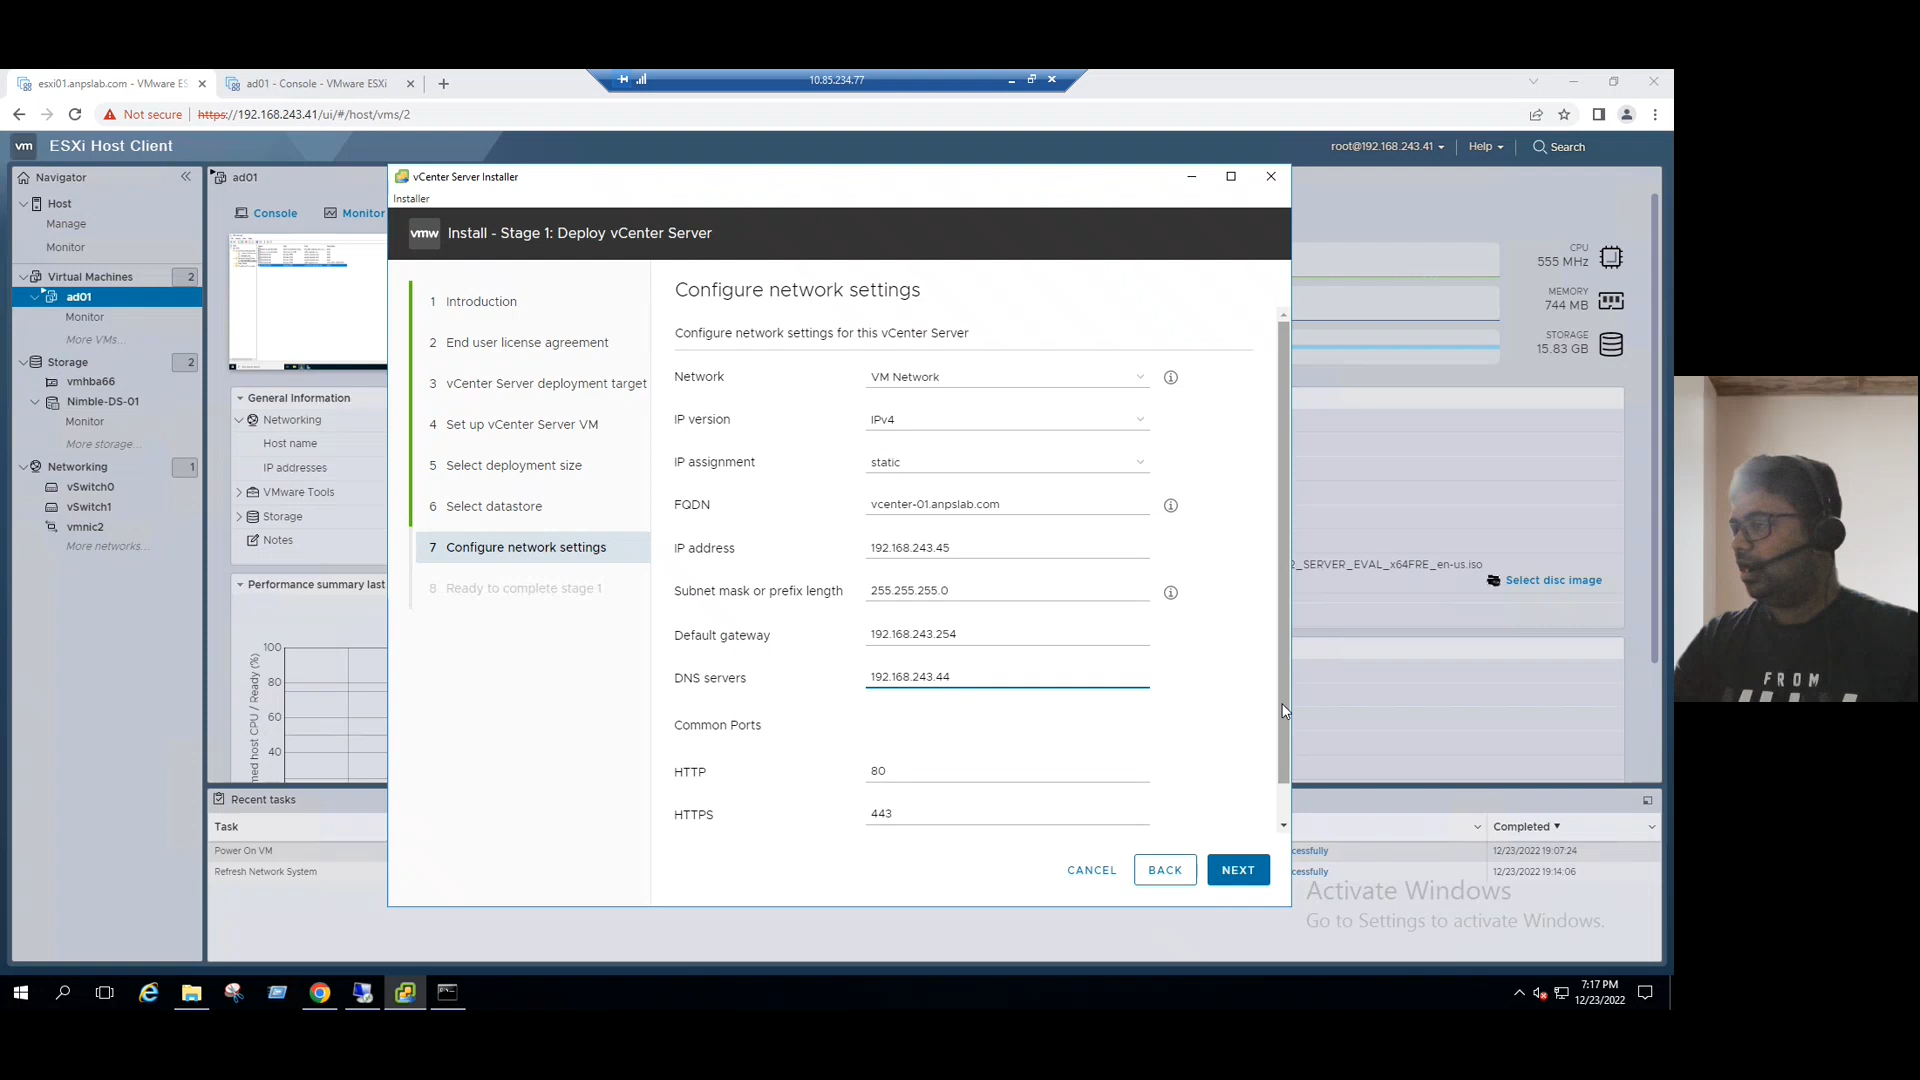 esxi01.anpslab.com - VMware ES
ad01 - Console - VMware ESXi
10.85.234.77
Not secure
https://192.168.243.41/ui/#/host/vms/2
vm
ESXi Host Client
root@192.168.243.41
Help
Search
Navigator
Host
Manage
Monitor
Virtual Machines
2
ad01
Monitor
More VMs...
Storage
2
vmhba66
Nimble-DS-01
Monitor
More storage...
Networking
1
vSwitch0
vSwitch1
vmnic2
More networks...
ad01
Console
Monitor
General Information
Networking
Host name
IP addresses
VMware Tools
Storage
Notes
Performance summary last
100
80
60
40
med host CPU / Ready (%)
CPU
555 MHz
MEMORY
744 MB
STORAGE
15.83 GB
2_SERVER_EVAL_x64FRE_en-us.iso
Select disc image
vCenter Server Installer
Installer
vmw
Install - Stage 1: Deploy vCenter Server
1 Introduction
2 End user license agreement
3 vCenter Server deployment target
4 Set up vCenter Server VM
5 Select deployment size
6 Select datastore
7 Configure network settings
8 Ready to complete stage 1
Configure network settings
Configure network settings for this vCenter Server
Network
VM Network
IP version
IPv4
IP assignment
static
FQDN
vcenter-01.anpslab.com
IP address
192.168.243.45
Subnet mask or prefix length
255.255.255.0
Default gateway
192.168.243.254
DNS servers
192.168.243.44
Common Ports
HTTP
80
HTTPS
443
CANCEL
BACK
NEXT
Recent tasks
Task
Completed
Power On VM
cessfully
12/23/2022 19:07:24
Refresh Network System
cessfully
12/23/2022 19:14:06
Activate Windows
Go to Settings to activate Windows.
7:17 PM
12/23/2022
FROM